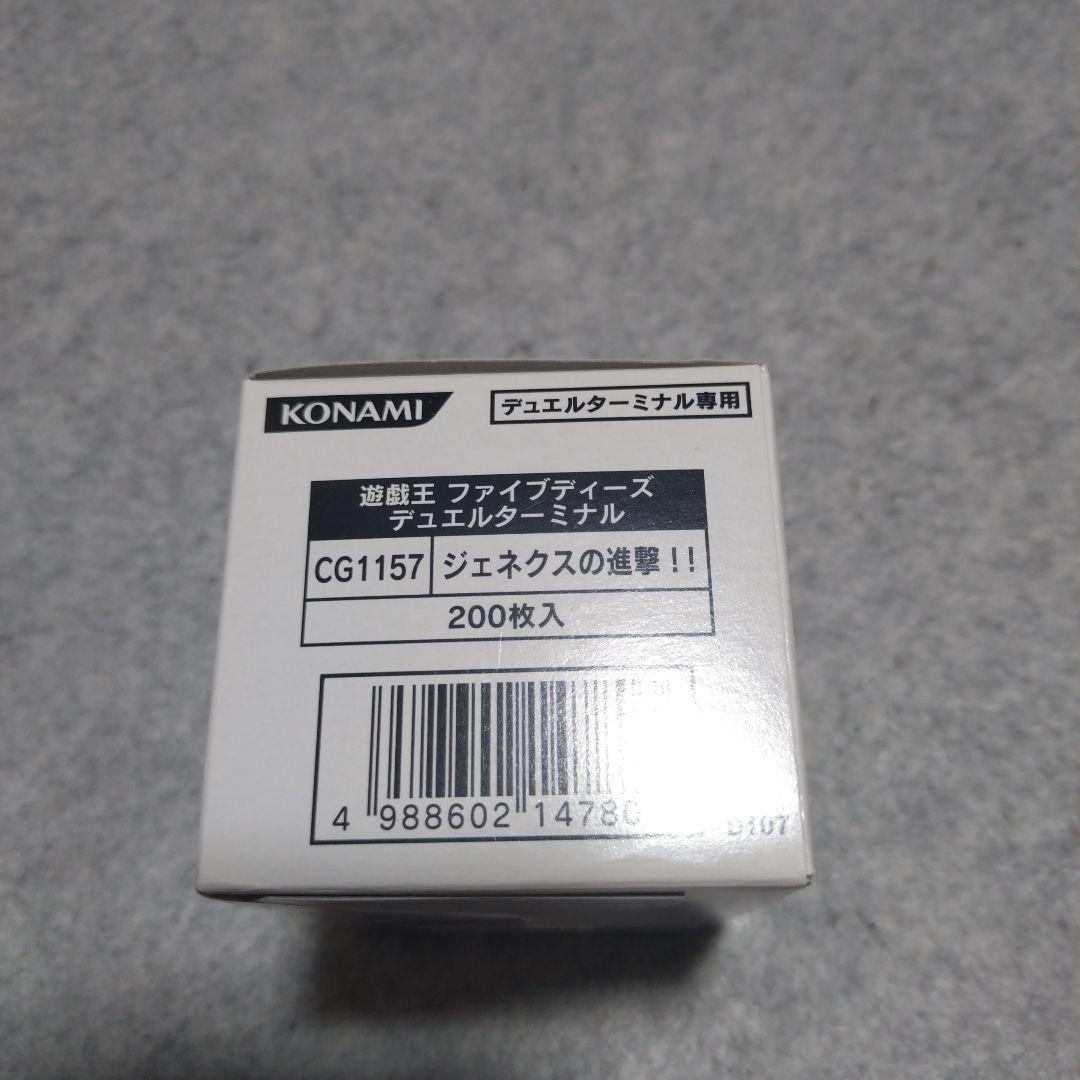 KONAMI
デュエルターミナル専用
遊戯王 ファイブディーズ
デュエルターミナル
CG1157
ジェネクスの進撃!!
200枚入
4 988602 14780
D107